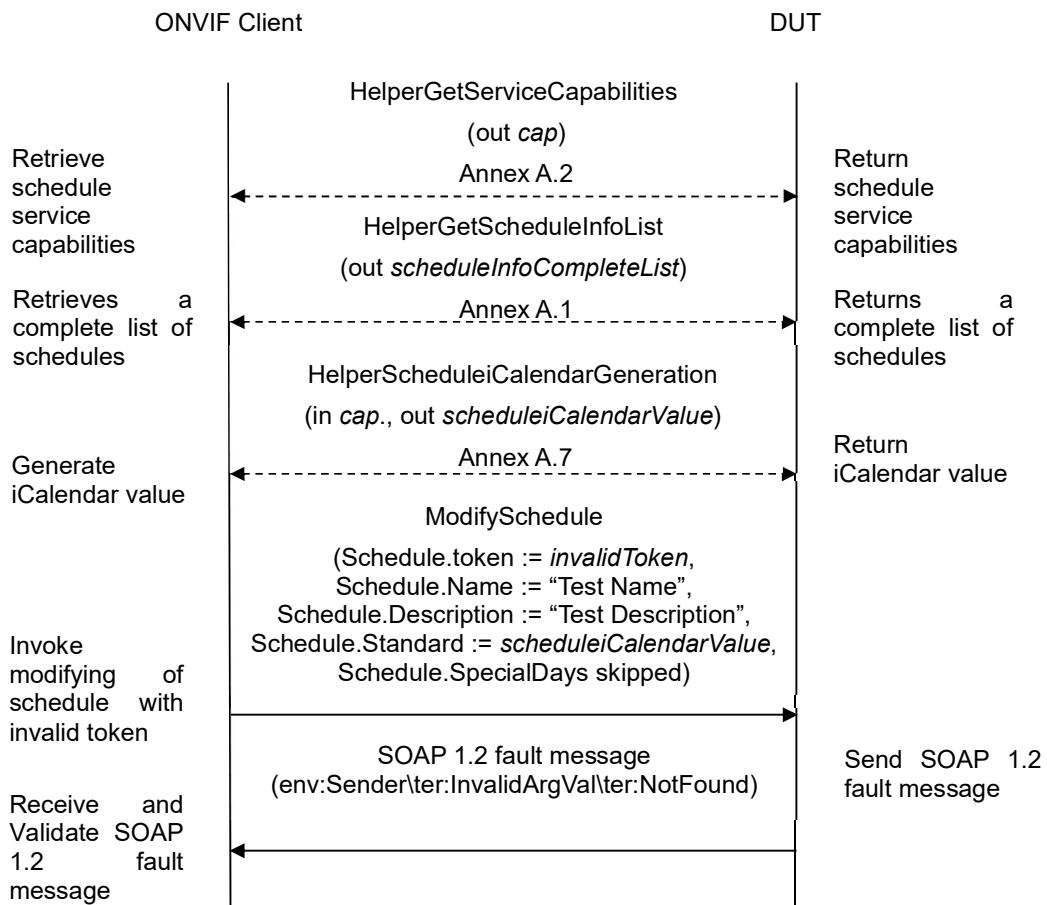 ONVIF Client
DUT
HelperGetServiceCapabilities
(out cap)
Annex A.2
Retrieve
schedule
service
capabilities
Return
schedule
service
capabilities
HelperGetScheduleInfoList
(out scheduleInfoCompleteList)
Annex A.1
Retrieves a
complete list of
schedules
Returns a
complete list of
schedules
HelperScheduleiCalendarGeneration
(in cap., out scheduleiCalendarValue)
Annex A.7
Generate
iCalendar value
Return
iCalendar value
ModifySchedule
(Schedule.token := invalidToken,
Schedule.Name := “Test Name”,
Schedule.Description := “Test Description”,
Schedule.Standard := scheduleiCalendarValue,
Schedule.SpecialDays skipped)
Invoke
modifying of
schedule with
invalid token
SOAP 1.2 fault message
(env:Sender\ter:InvalidArgVal\ter:NotFound)
Send SOAP 1.2
fault message
Receive and
Validate SOAP
1.2 fault
message